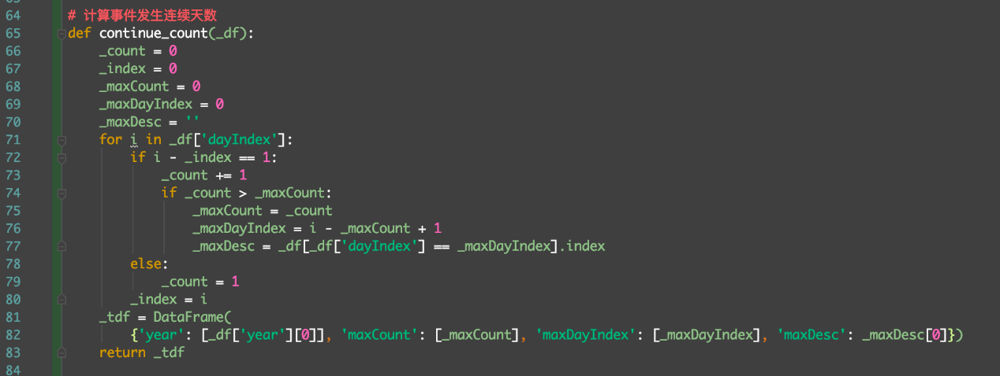 64 # 计算事件发生连续天数
65 def continue_count(_df):
66     _count = 0
67     _index = 0
68     _maxCount = 0
69     _maxDayIndex = 0
70     _maxDesc = ''
71     for i in _df['dayIndex']:
72         if i - _index == 1:
73             _count += 1
74             if _count > _maxCount:
75                 _maxCount = _count
76                 _maxDayIndex = i - _maxCount + 1
77                 _maxDesc = _df[_df['dayIndex'] == _maxDayIndex].index
78         else:
79             _count = 1
80         _index = i
81     _tdf = DataFrame(
82         {'year': [_df['year'][0]], 'maxCount': [_maxCount], 'maxDayIndex': [_maxDayIndex], 'maxDesc': _maxDesc[0]})
83     return _tdf
84